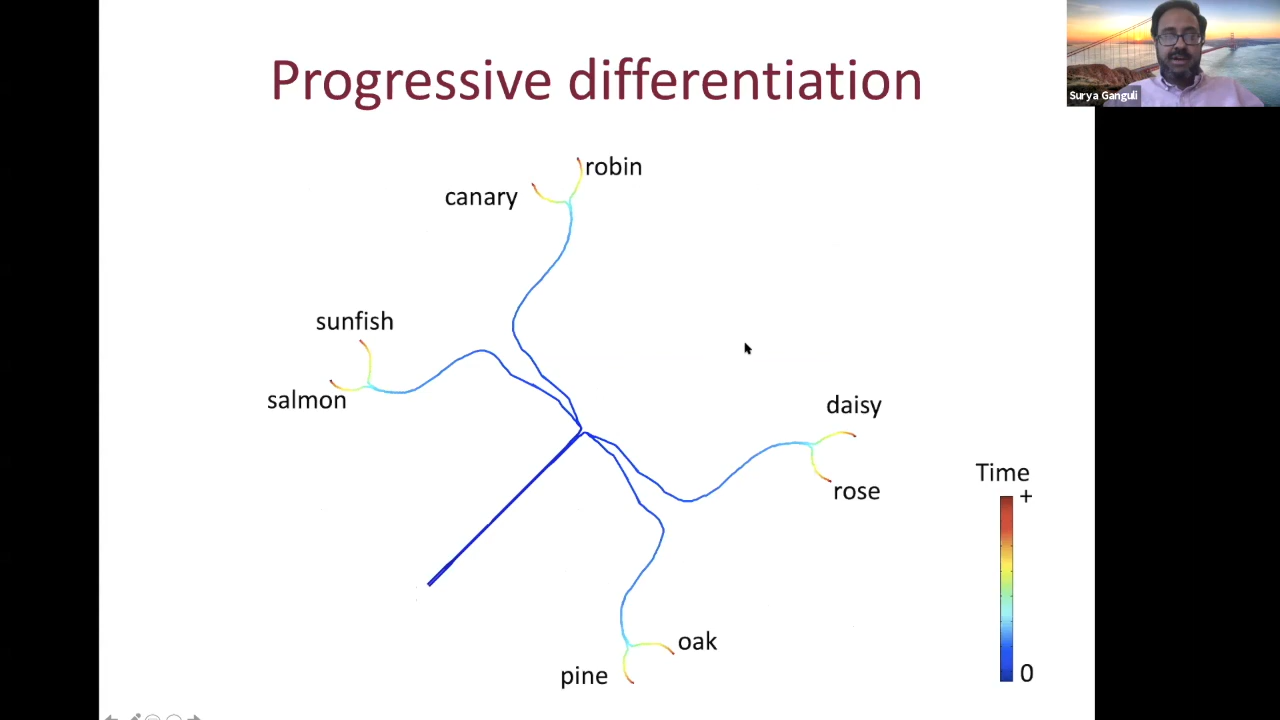 Progressive differentiation
Surya Ganguli
robin
canary
sunfish
salmon
daisy
rose
Time
+
0
oak
pine